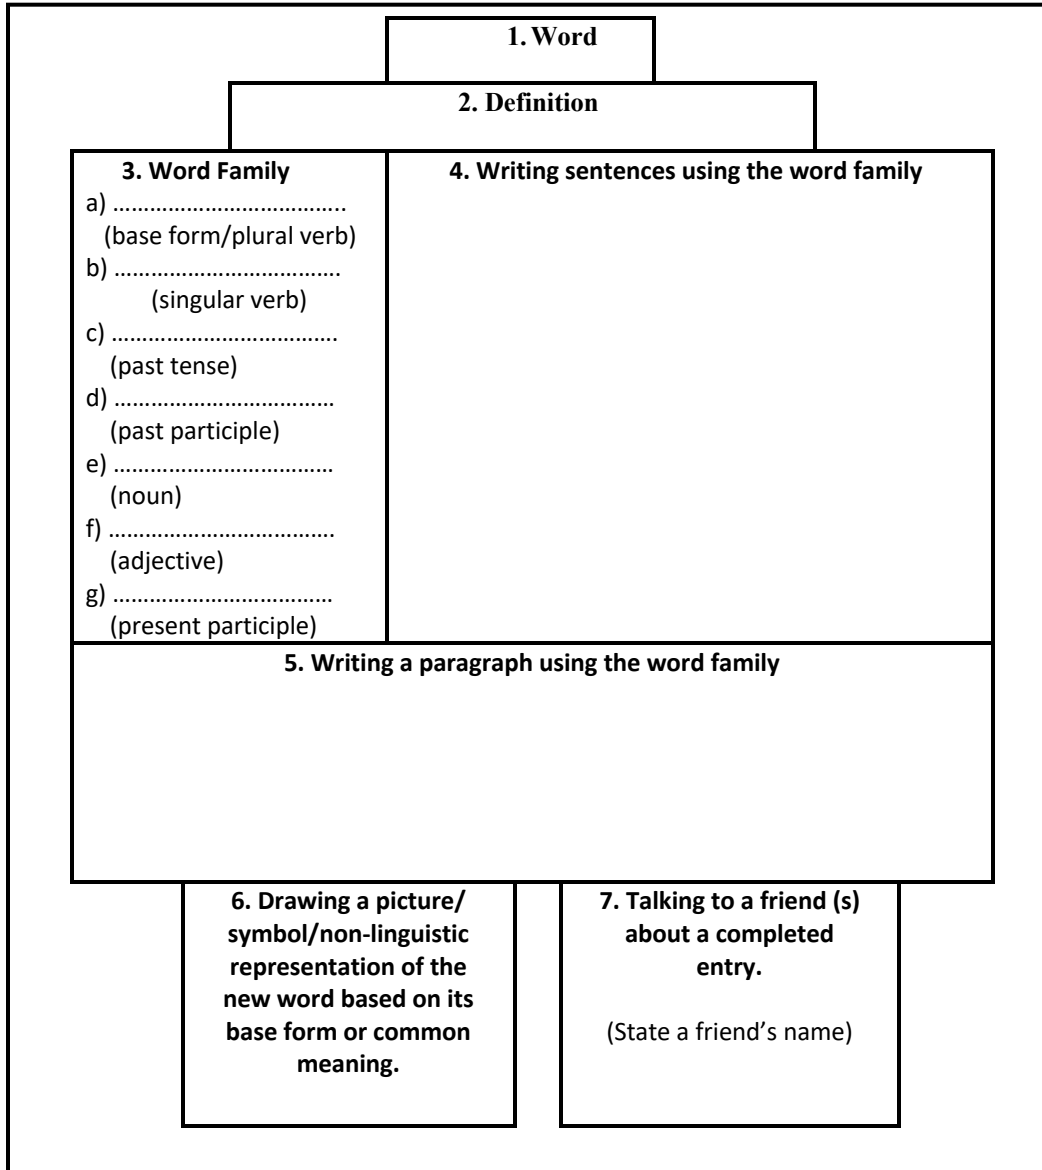 1. Word
2. Definition
3. Word Family
a) ………………………………..
(base form/plural verb)
b) ……………………………….
(singular verb)
c) ……………………………….
(past tense)
d) ………………………………
(past participle)
e) ………………………………
(noun)
f) ……………………………….
(adjective)
g) ………………………………
(present participle)
4. Writing sentences using the word family
5. Writing a paragraph using the word family
6. Drawing a picture/
symbol/non-linguistic
representation of the
new word based on its
base form or common
meaning.
7. Talking to a friend (s)
about a completed
entry.
(State a friend’s name)